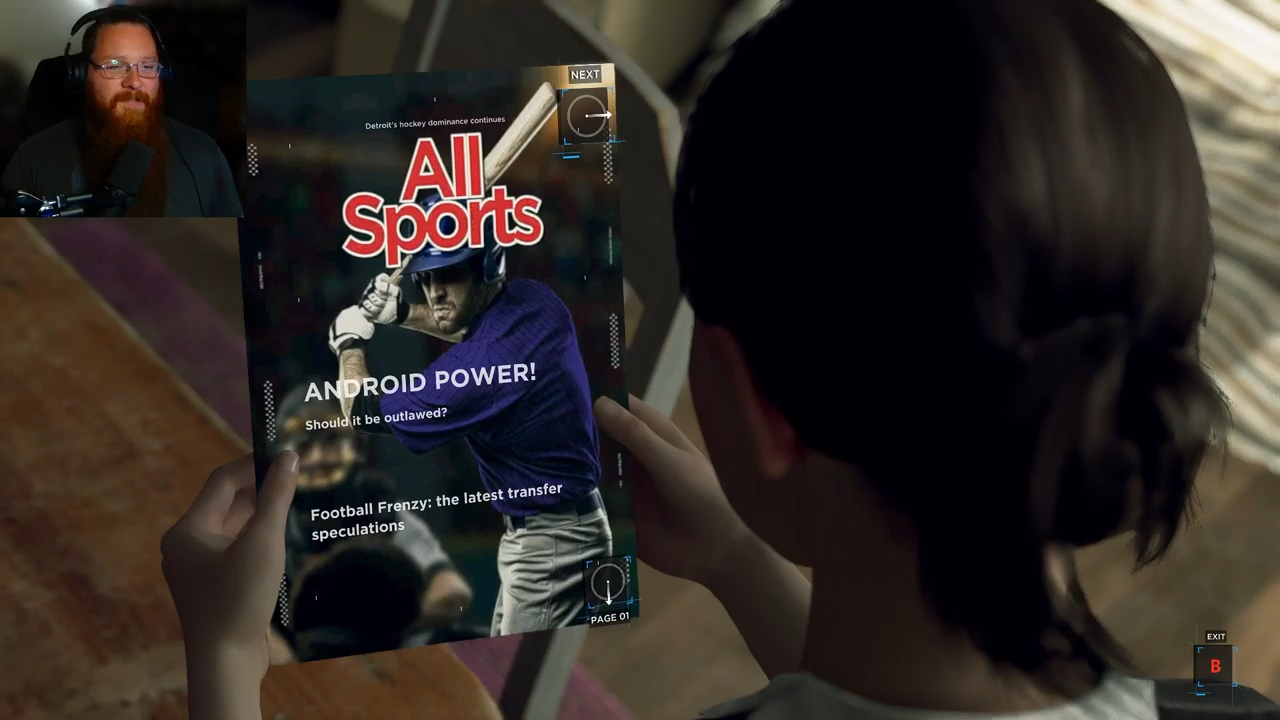 NEXT
Detroit's hockey dominance continues
All
Sports
ANDROID POWER!
Should it be outlawed?
Football Frenzy: the latest transfer
speculations
PAGE 01
EXIT
B